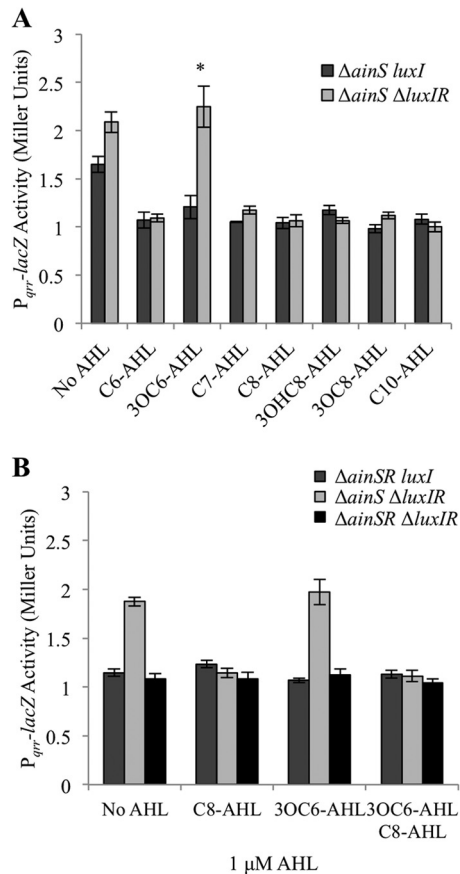 A
P_qrr-lacZ Activity (Miller Units)
3
2.5
2
1.5
1
0.5
0
*
ΔainS luxI
ΔainS ΔluxIR
No AHL
C6-AHL
3OC6-AHL
C7-AHL
C8-AHL
3OHC8-AHL
3OC8-AHL
C10-AHL
B
P_qrr-lacZ Activity (Miller Units)
3
2.5
2
1.5
1
0.5
0
ΔainSR luxI
ΔainS ΔluxIR
ΔainSR ΔluxIR
No AHL
C8-AHL
3OC6-AHL
3OC6-AHL
C8-AHL
1 μM AHL